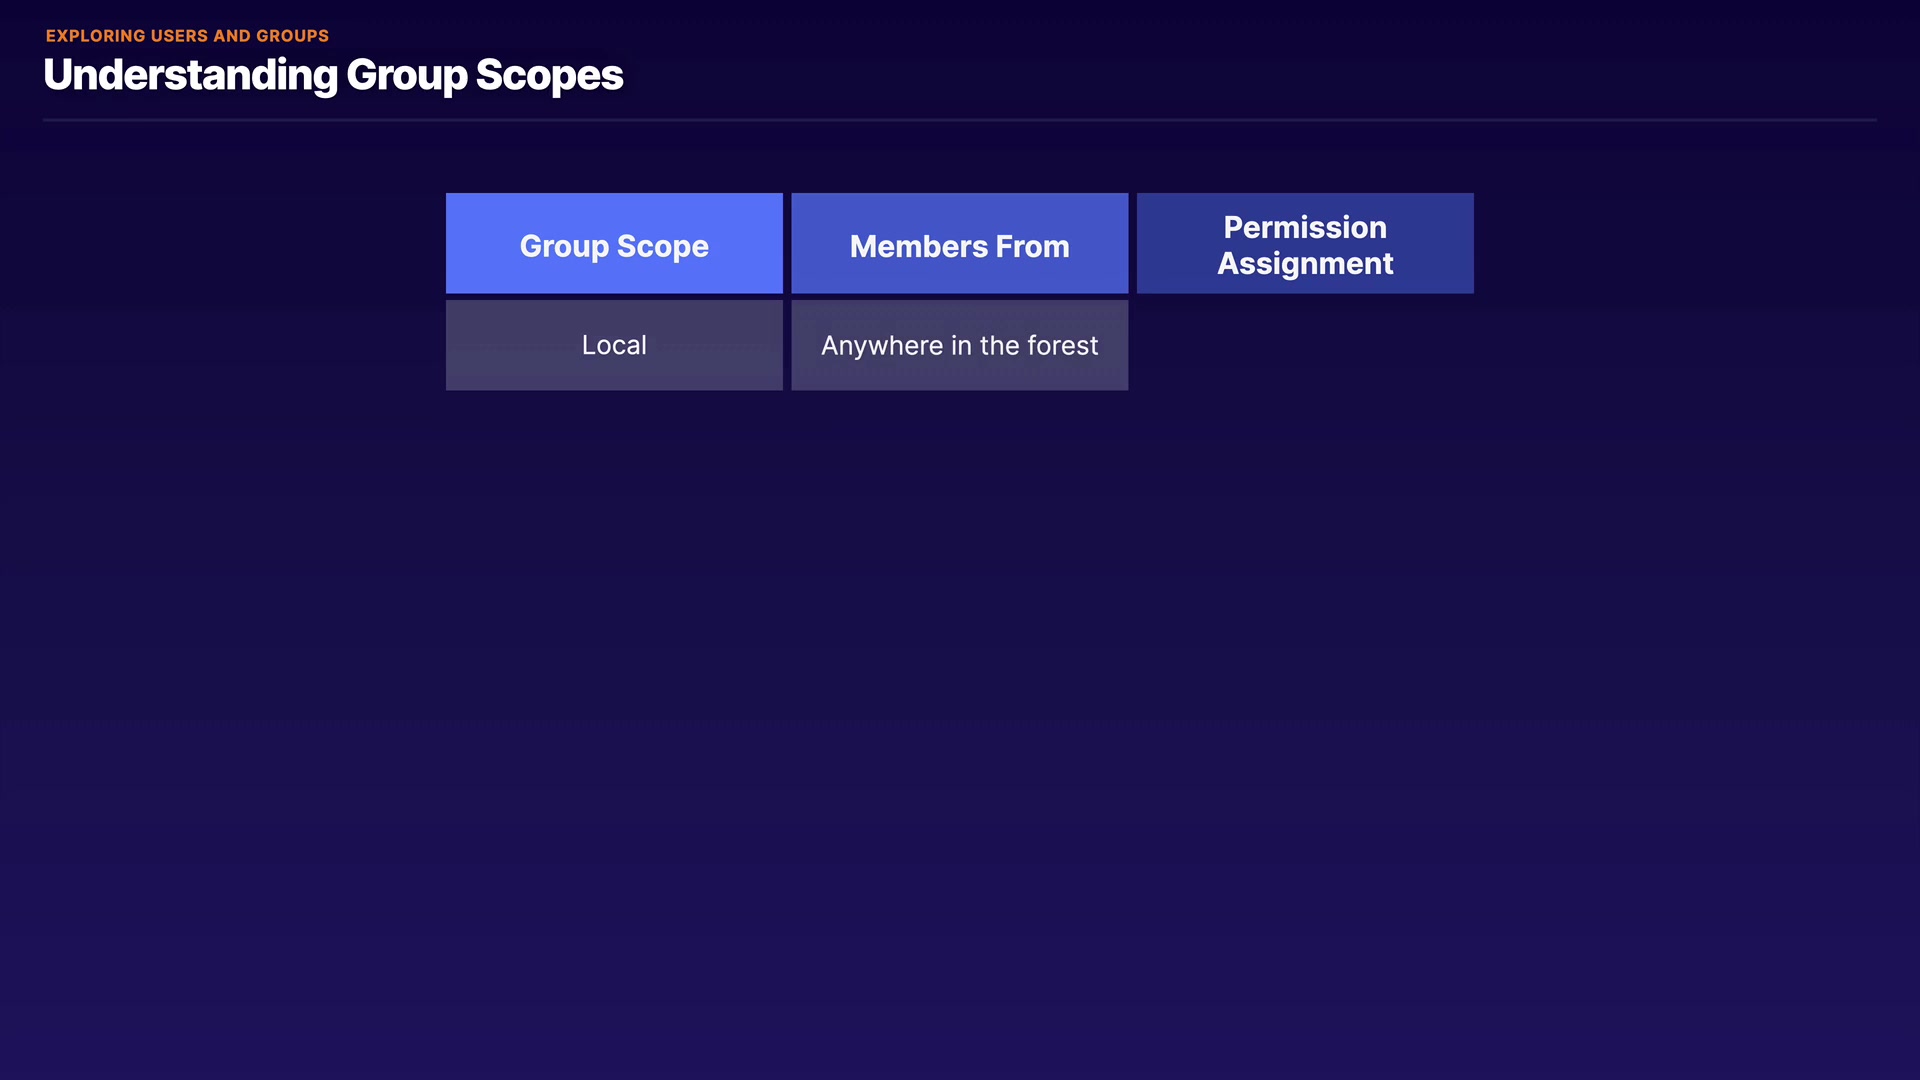 EXPLORING USERS AND GROUPS
Understanding Group Scopes
Group Scope
Members From
Permission
Assignment
Local
Anywhere in the forest